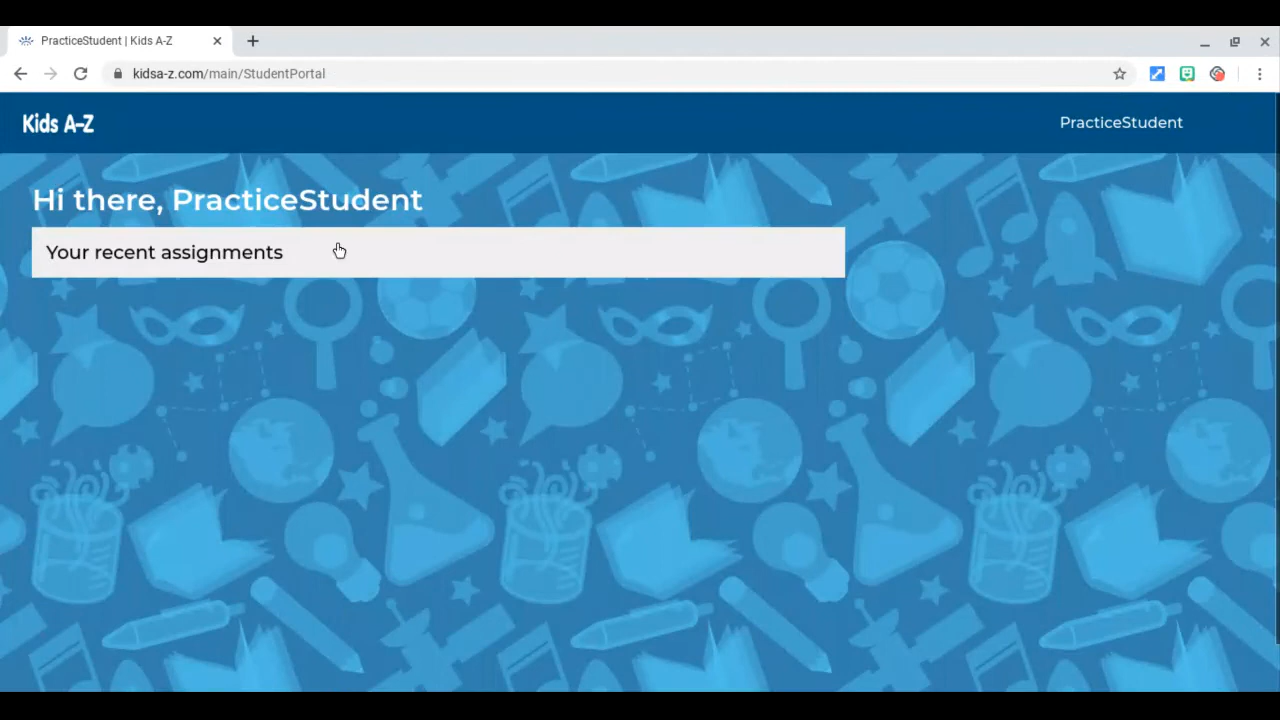 PracticeStudent | Kids A-Z
kidsa-z.com/main/StudentPortal
Kids A-Z
PracticeStudent
Hi there, PracticeStudent
Your recent assignments